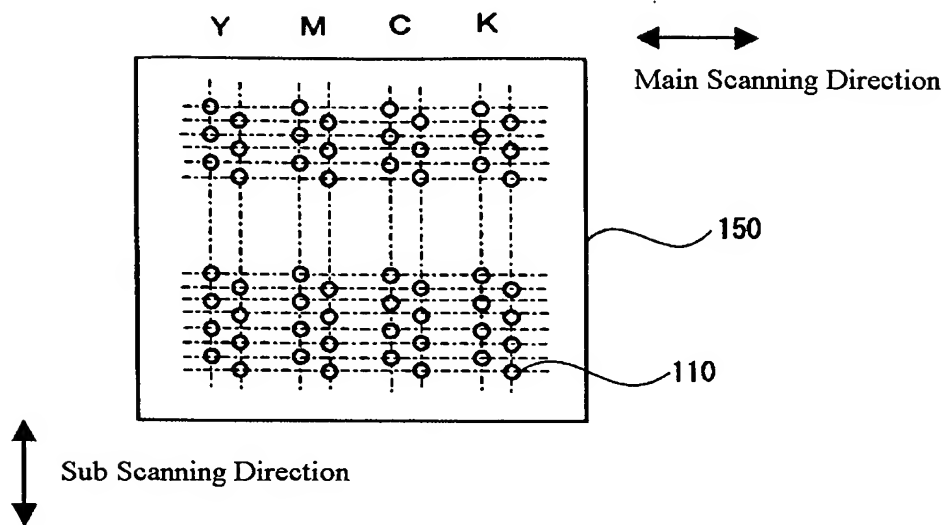 Y M C K
Main Scanning Direction
150
110
Sub Scanning Direction